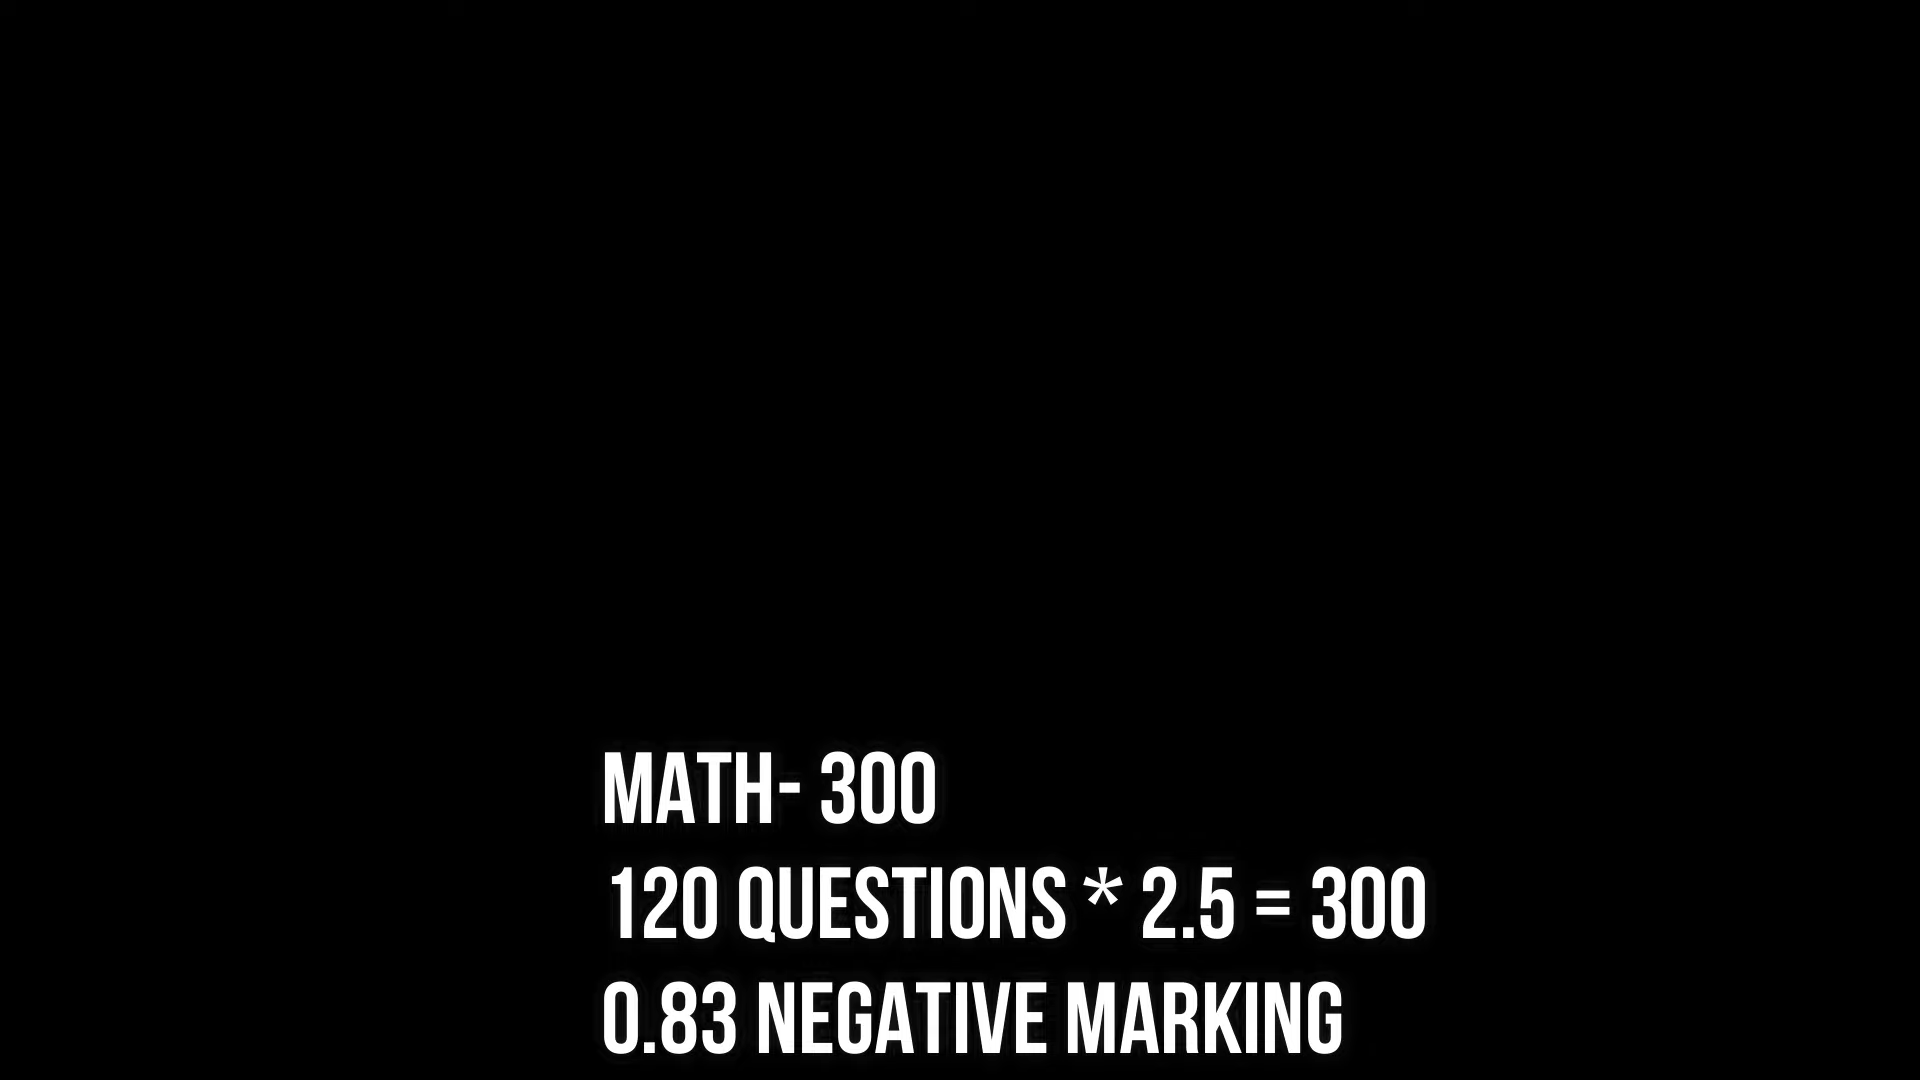 MATH- 300
120 QUESTIONS * 2.5 = 300
0.83 NEGATIVE MARKING